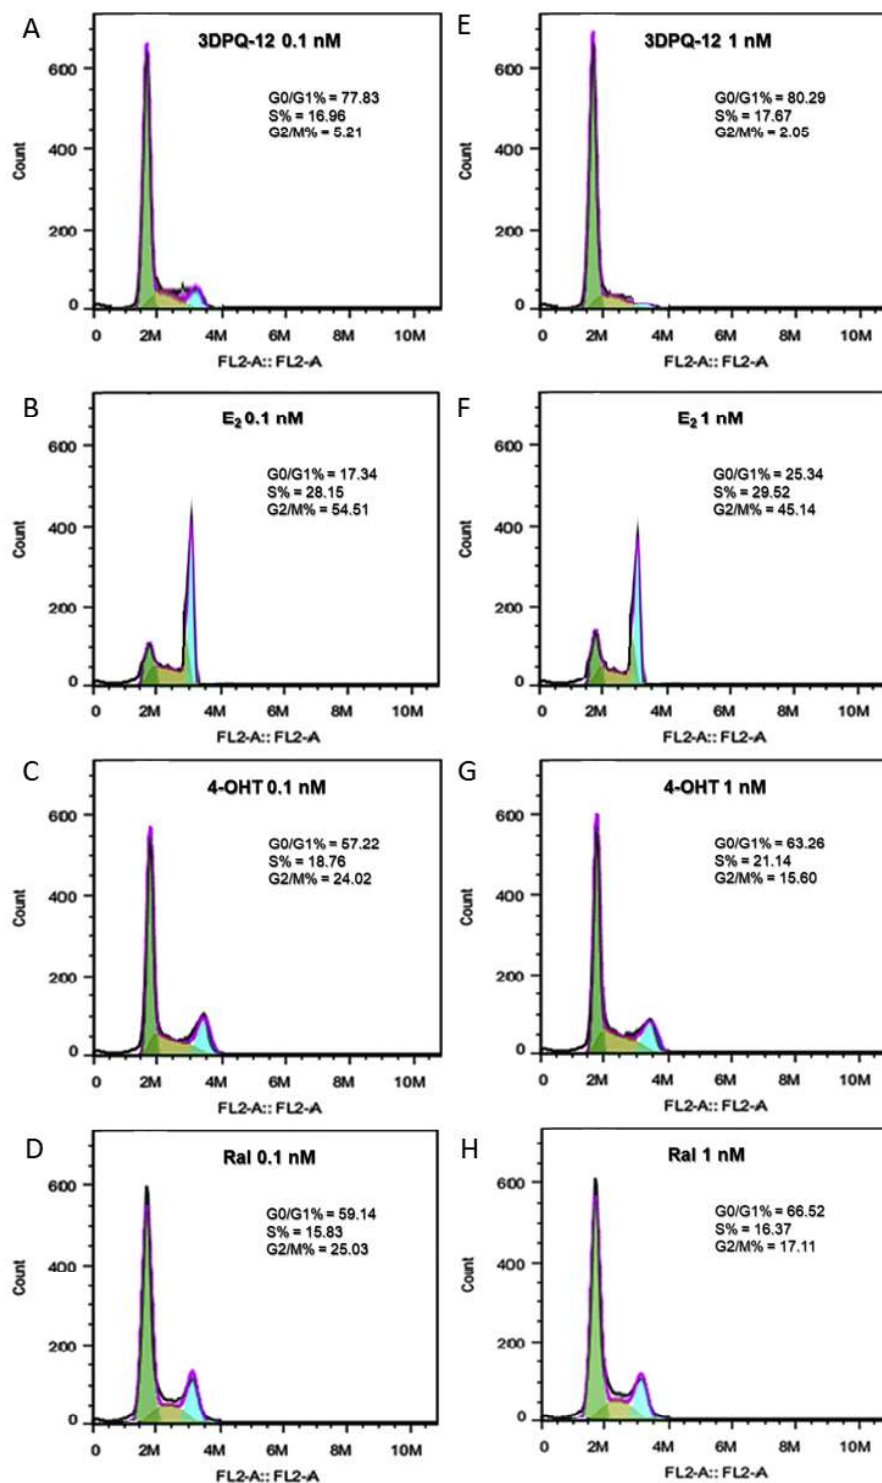 A
3DPQ-12 0.1 nM
G0/G1% = 77.83
S% = 16.96
G2/M% = 5.21
Count
600
400
200
0
0 2M 4M 6M 8M 10M
FL2-A:: FL2-A
E
3DPQ-12 1 nM
G0/G1% = 80.29
S% = 17.67
G2/M% = 2.05
Count
600
400
200
0
0 2M 4M 6M 8M 10M
FL2-A:: FL2-A
B
E₂ 0.1 nM
G0/G1% = 17.34
S% = 28.15
G2/M% = 54.51
Count
600
400
200
0
0 2M 4M 6M 8M 10M
FL2-A:: FL2-A
F
E₂ 1 nM
G0/G1% = 25.34
S% = 29.52
G2/M% = 45.14
Count
600
400
200
0
0 2M 4M 6M 8M 10M
FL2-A:: FL2-A
C
4-OHT 0.1 nM
G0/G1% = 57.22
S% = 18.76
G2/M% = 24.02
Count
600
400
200
0
0 2M 4M 6M 8M 10M
FL2-A:: FL2-A
G
4-OHT 1 nM
G0/G1% = 63.26
S% = 21.14
G2/M% = 15.60
Count
600
400
200
0
0 2M 4M 6M 8M 10M
FL2-A:: FL2-A
D
Ral 0.1 nM
G0/G1% = 59.14
S% = 15.83
G2/M% = 25.03
Count
600
400
200
0
0 2M 4M 6M 8M 10M
FL2-A:: FL2-A
H
Ral 1 nM
G0/G1% = 66.52
S% = 16.37
G2/M% = 17.11
Count
600
400
200
0
0 2M 4M 6M 8M 10M
FL2-A:: FL2-A